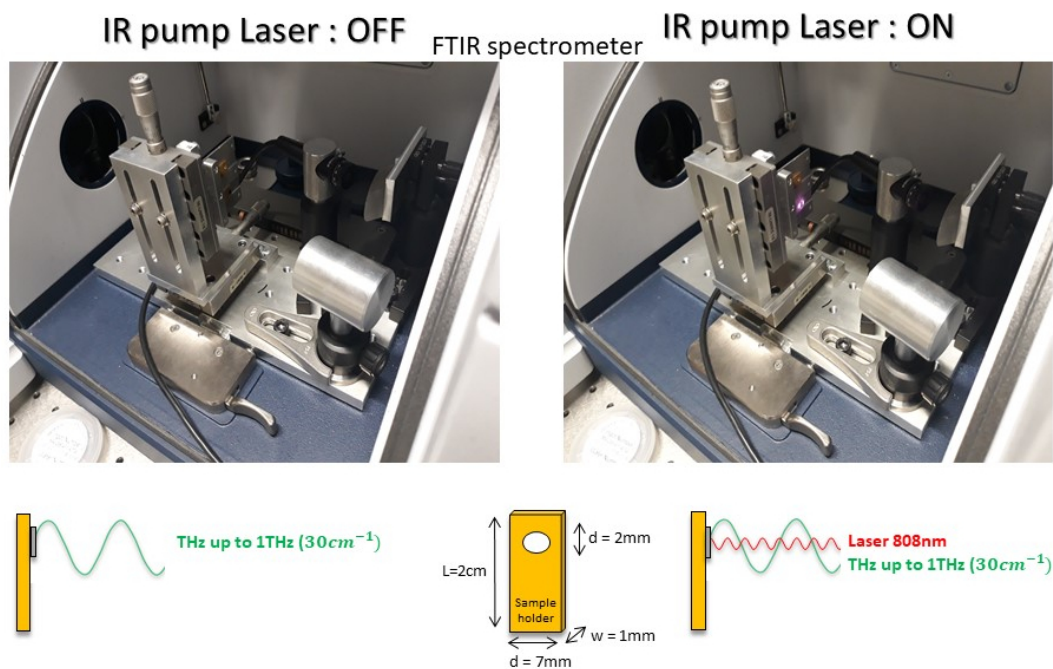 IR pump Laser : OFF
FTIR spectrometer
IR pump Laser : ON
THz up to 1THz (30cm⁻¹)
L=2cm
d = 2mm
Sample
holder
w = 1mm
d = 7mm
Laser 808nm
THz up to 1THz (30cm⁻¹)